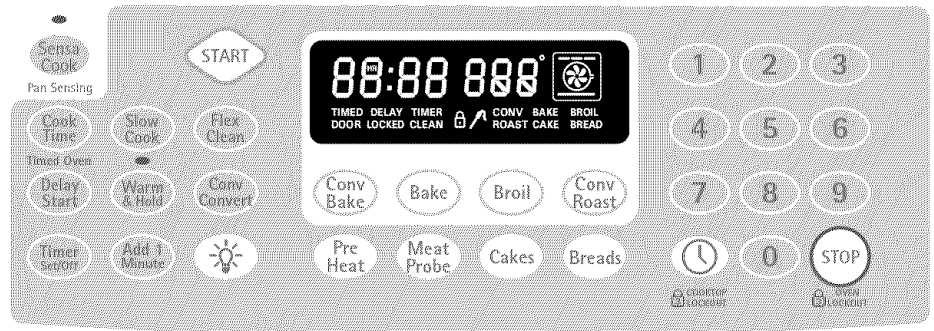 Sensa
Cook
Pan Sensing
START
88:88 888°
HR
TIMED DELAY TIMER CONV BAKE BROIL
DOOR LOCKED CLEAN ROAST CAKE BREAD
1 2 3
Cook
Time
Slow
Cook
Flex
Clean
4 5 6
Timed Oven
Delay
Start
Warm
& Hold
Conv
Convert
Conv
Bake
Bake
Broil
Conv
Roast
7 8 9
Timer
Set/Off
Add 1
Minute
Pre
Heat
Meat
Probe
Cakes
Breads
0
STOP
COOKTOP
LOCKOUT
OVEN
LOCKOUT